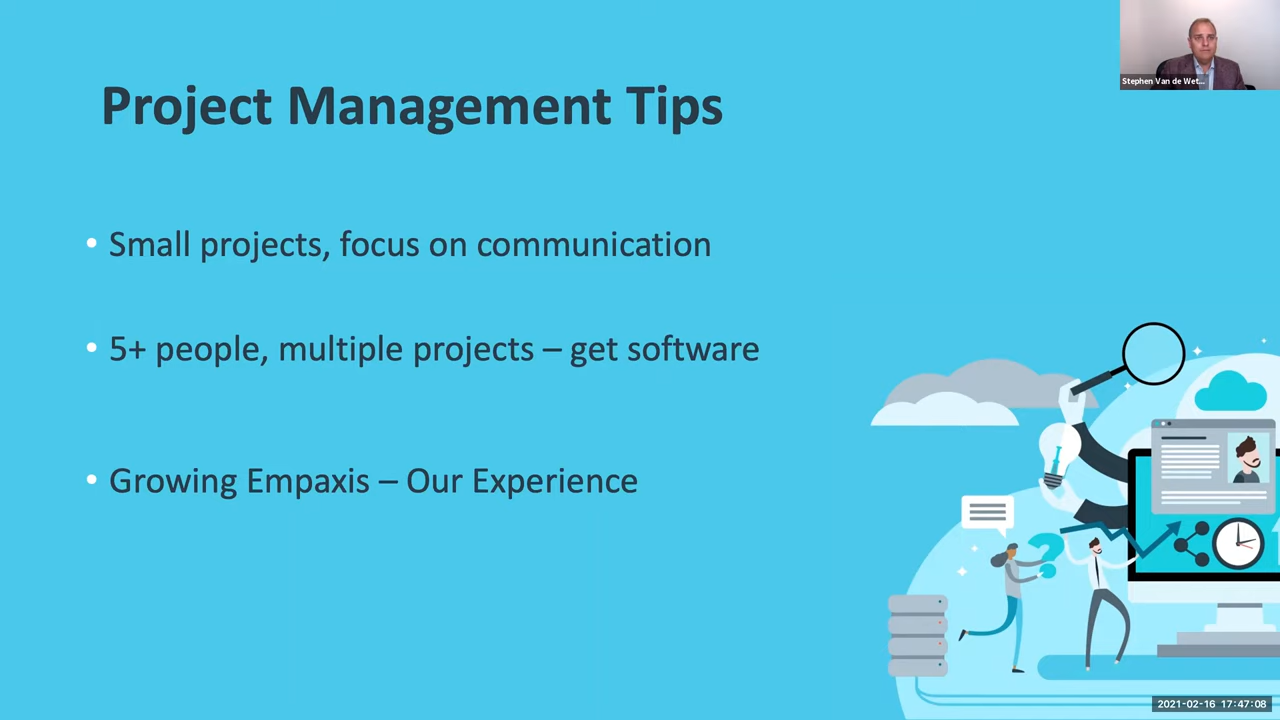 Stephen Van de Wet...
Project Management Tips
• Small projects, focus on communication
• 5+ people, multiple projects – get software
• Growing Empaxis – Our Experience
2021-02-16 17:47:08